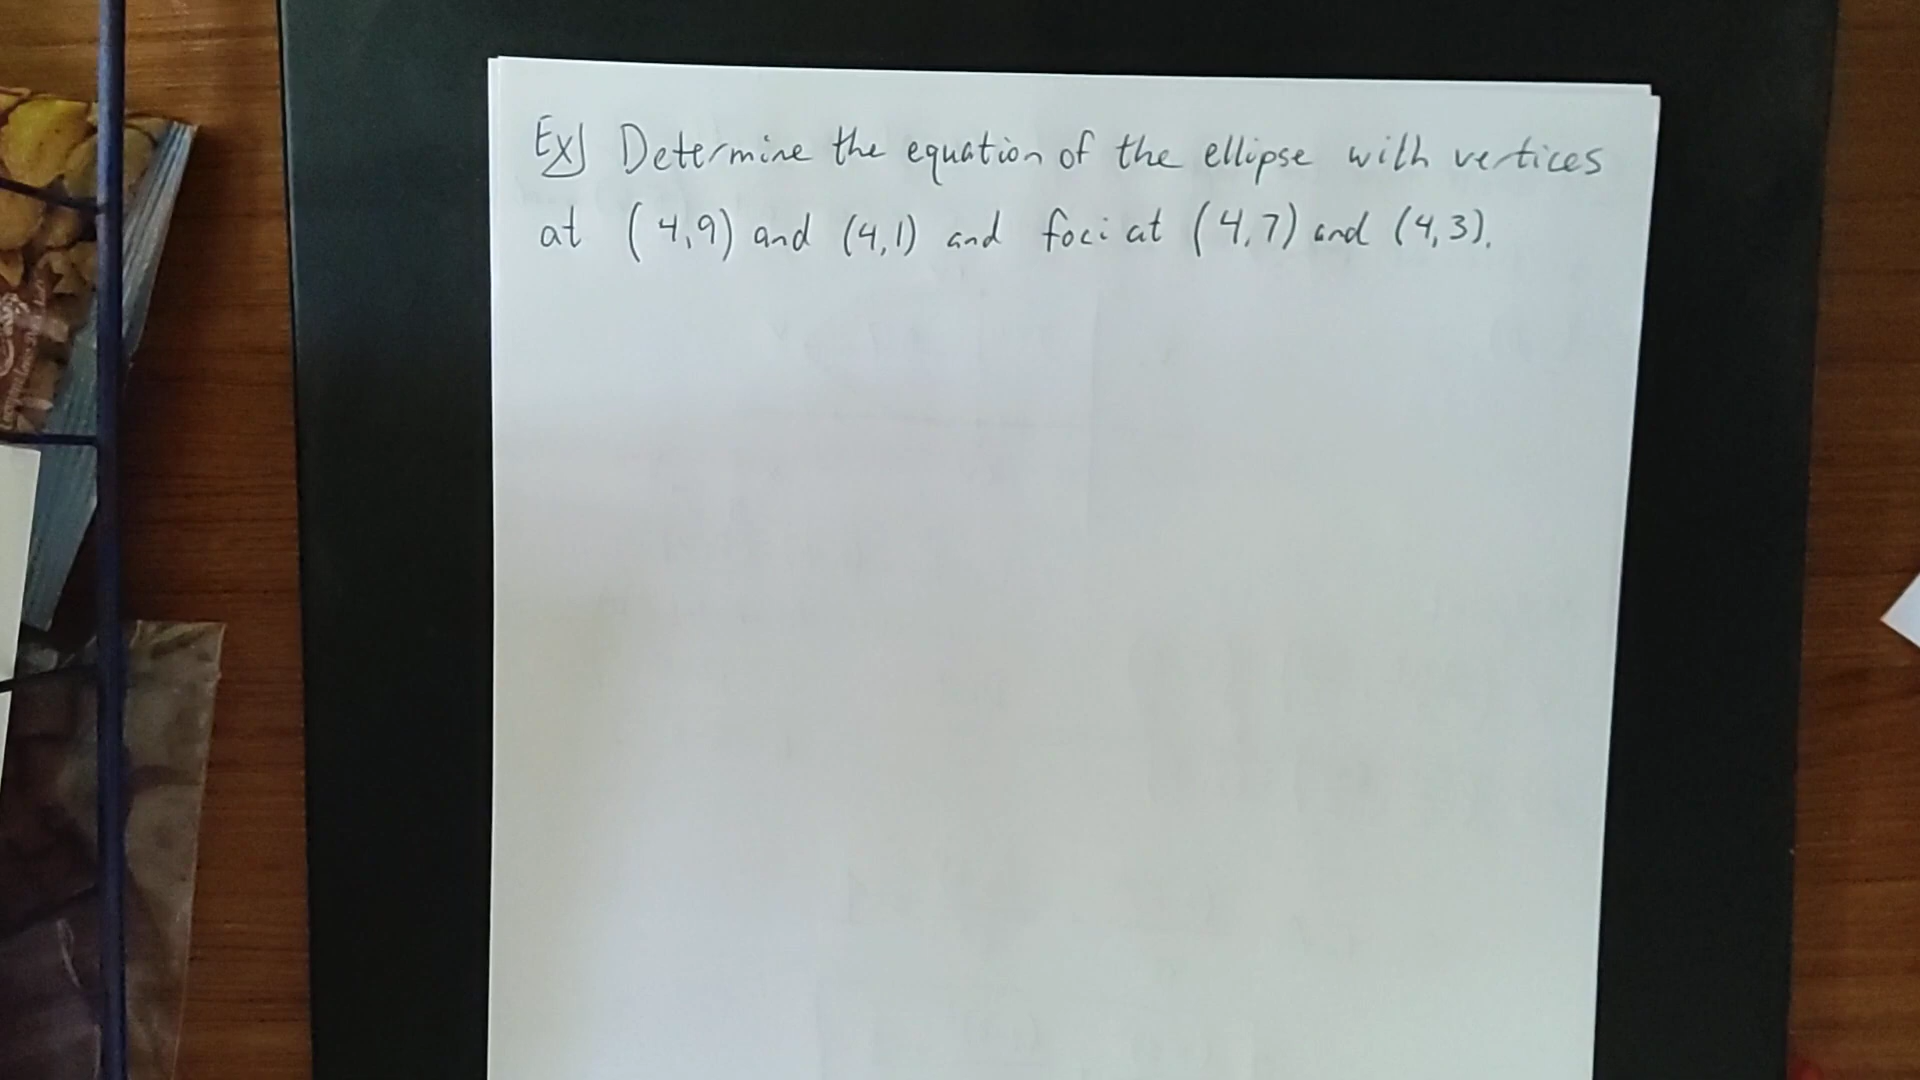 Ex) Determine the equation of the ellipse with vertices
at (4,9) and (4,1) and foci at (4,7) and (4,3).